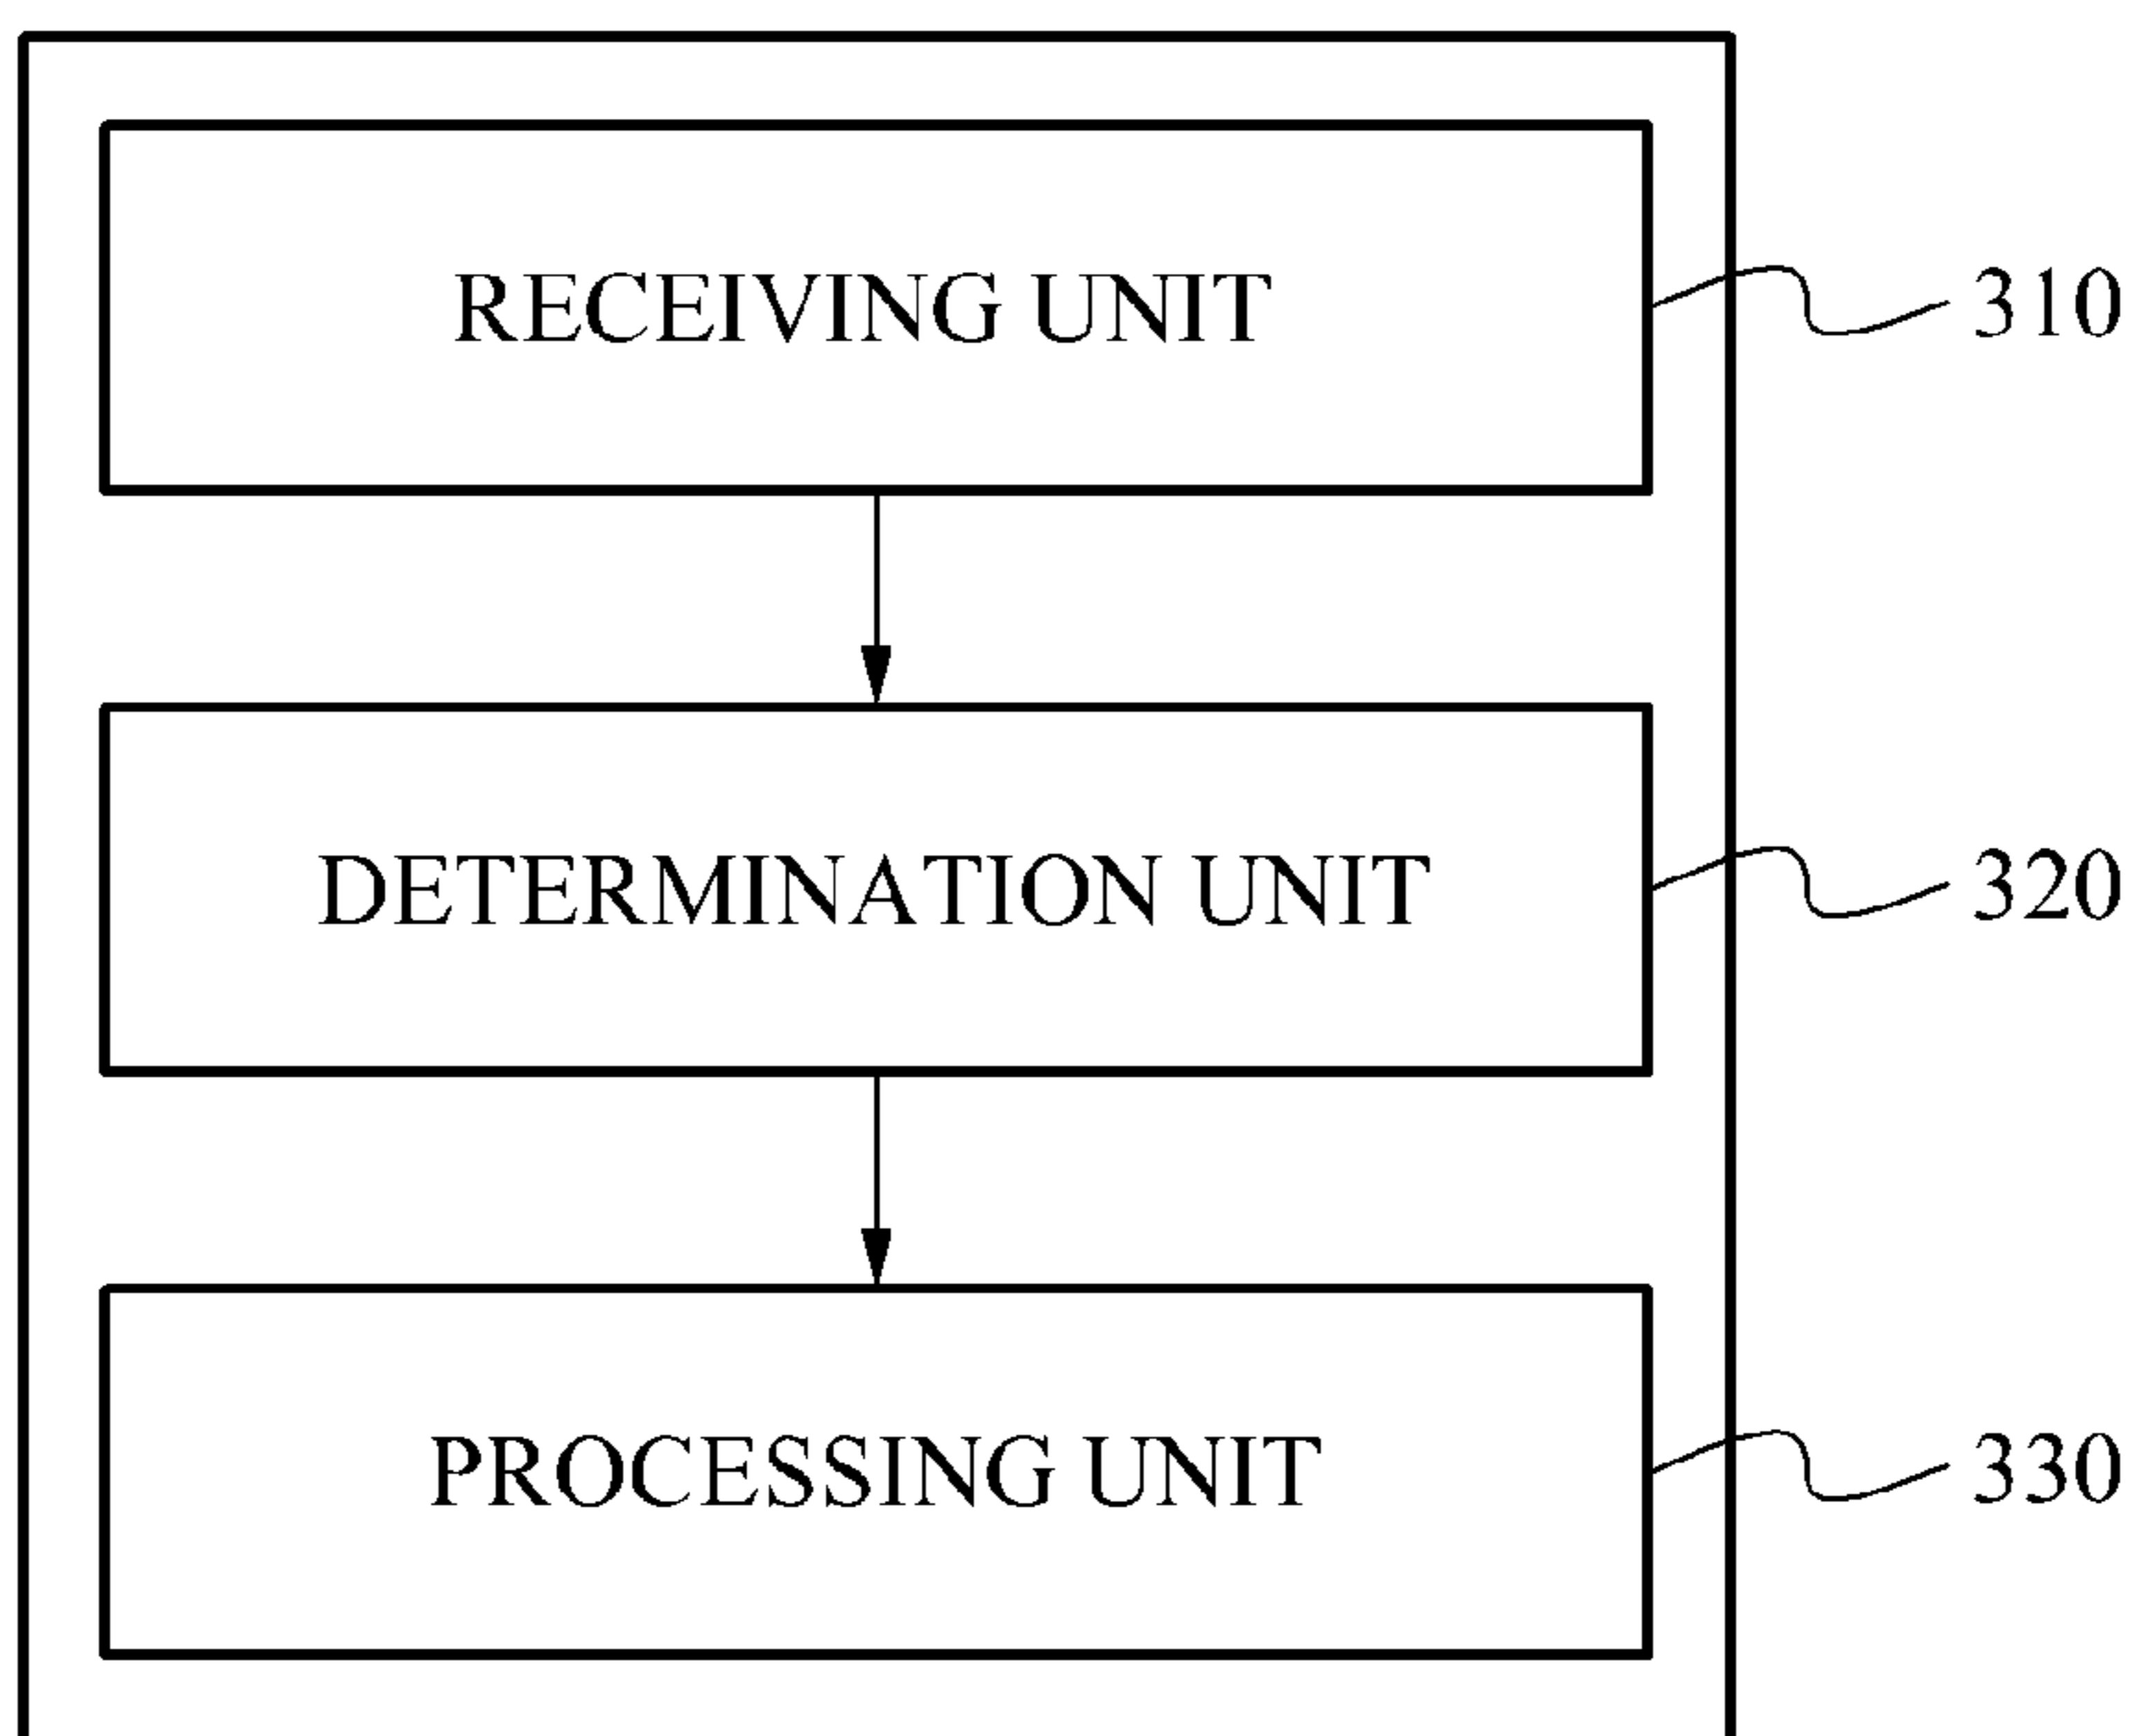 RECEIVING UNIT
310
DETERMINATION UNIT
320
PROCESSING UNIT
330